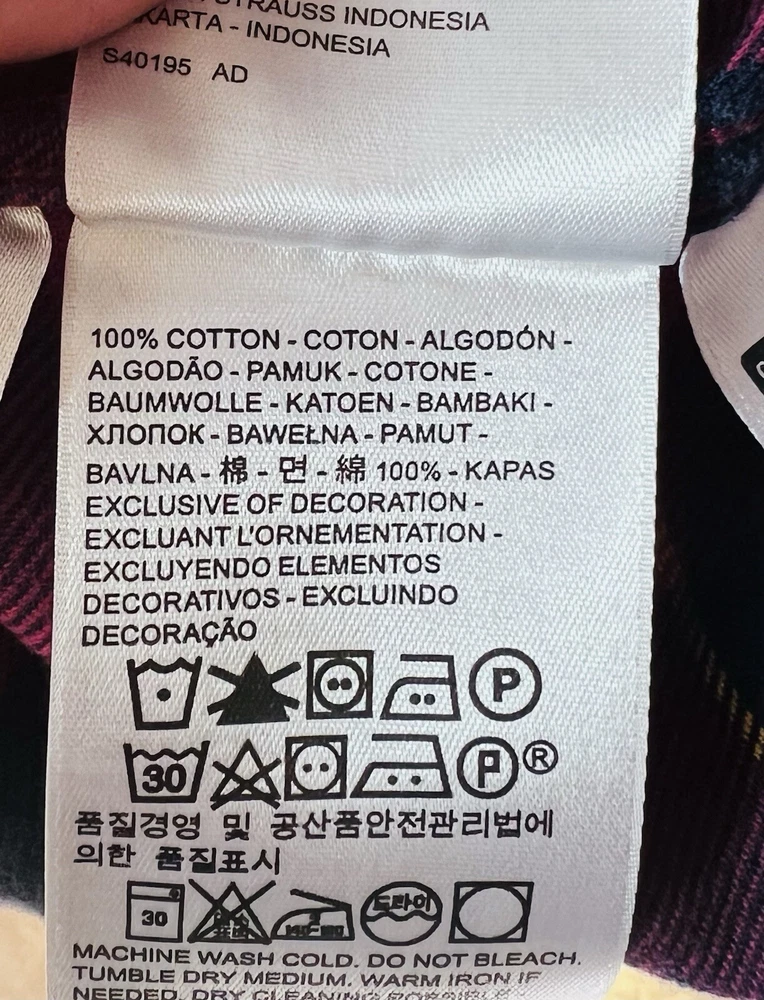 STRAUSS INDONESIA
KARTA - INDONESIA
S40195 AD
100% COTTON - COTON - ALGODÓN -
ALGODÃO - PAMUK - COTONE -
BAUMWOLLE - KATOEN - BAMBAKI -
ХЛОПОК - BAWEŁNA - PAMUT -
BAVLNA - 棉 - 면 - 綿 100% - KAPAS
EXCLUSIVE OF DECORATION -
EXCLUANT L'ORNEMENTATION -
EXCLUYENDO ELEMENTOS
DECORATIVOS - EXCLUINDO
DECORAÇÃO
P
30 P ®
품질경영 및 공산품안전관리법에
의한 품질표시
30 드라이
MACHINE WASH COLD. DO NOT BLEACH.
TUMBLE DRY MEDIUM. WARM IRON IF
NEEDED. DRY CLEANING POSSIBLE